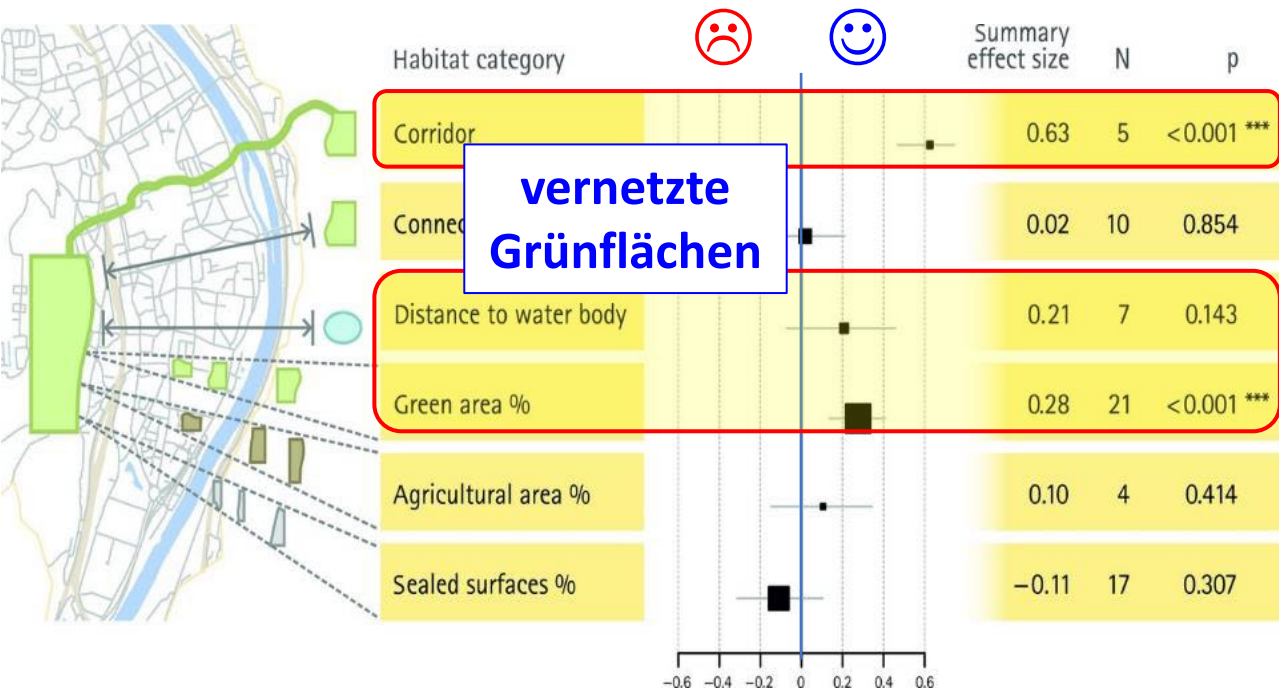 Habitat category
Summary
effect size N p
Corridor 0.63 5 <0.001 ***
vernetzte
Grünflächen
0.02 10 0.854
Distance to water body 0.21 7 0.143
Green area % 0.28 21 <0.001 ***
Agricultural area % 0.10 4 0.414
Sealed surfaces % −0.11 17 0.307
−0.6 −0.4 −0.2 0 0.2 0.4 0.6